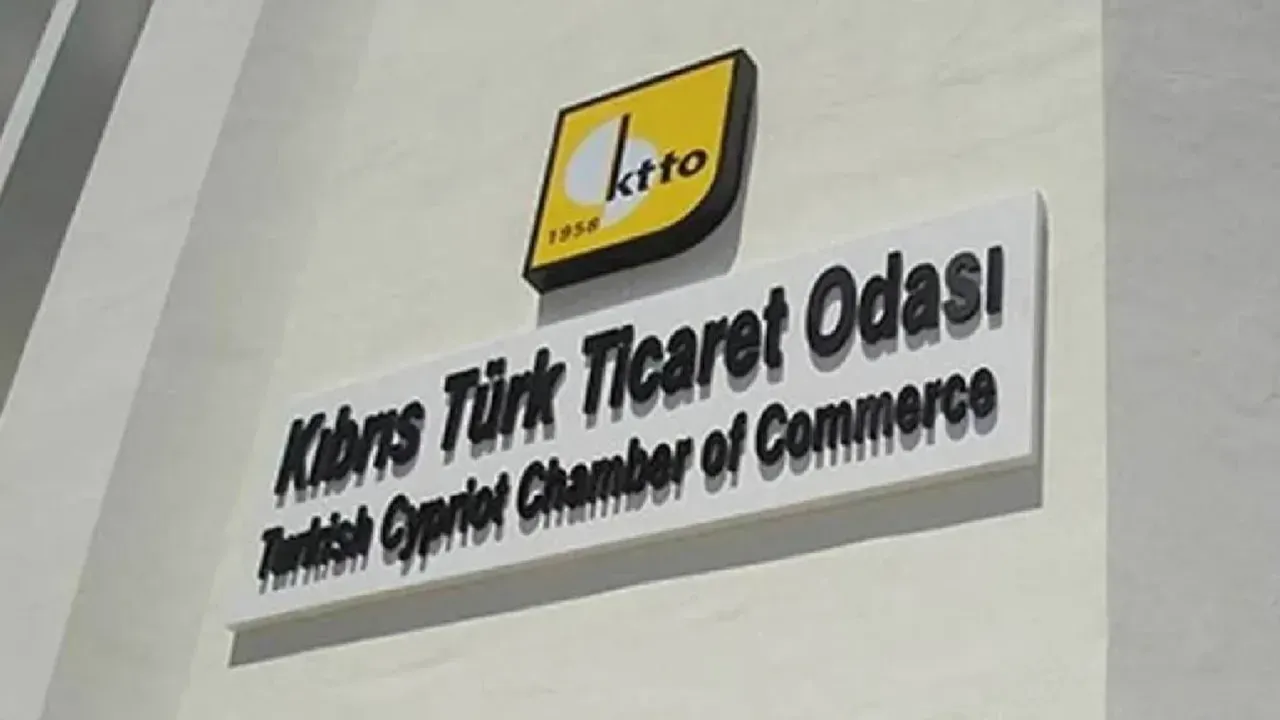 ktto
1958
Kıbrıs Türk Ticaret Odası
Turkish Cypriot Chamber of Commerce